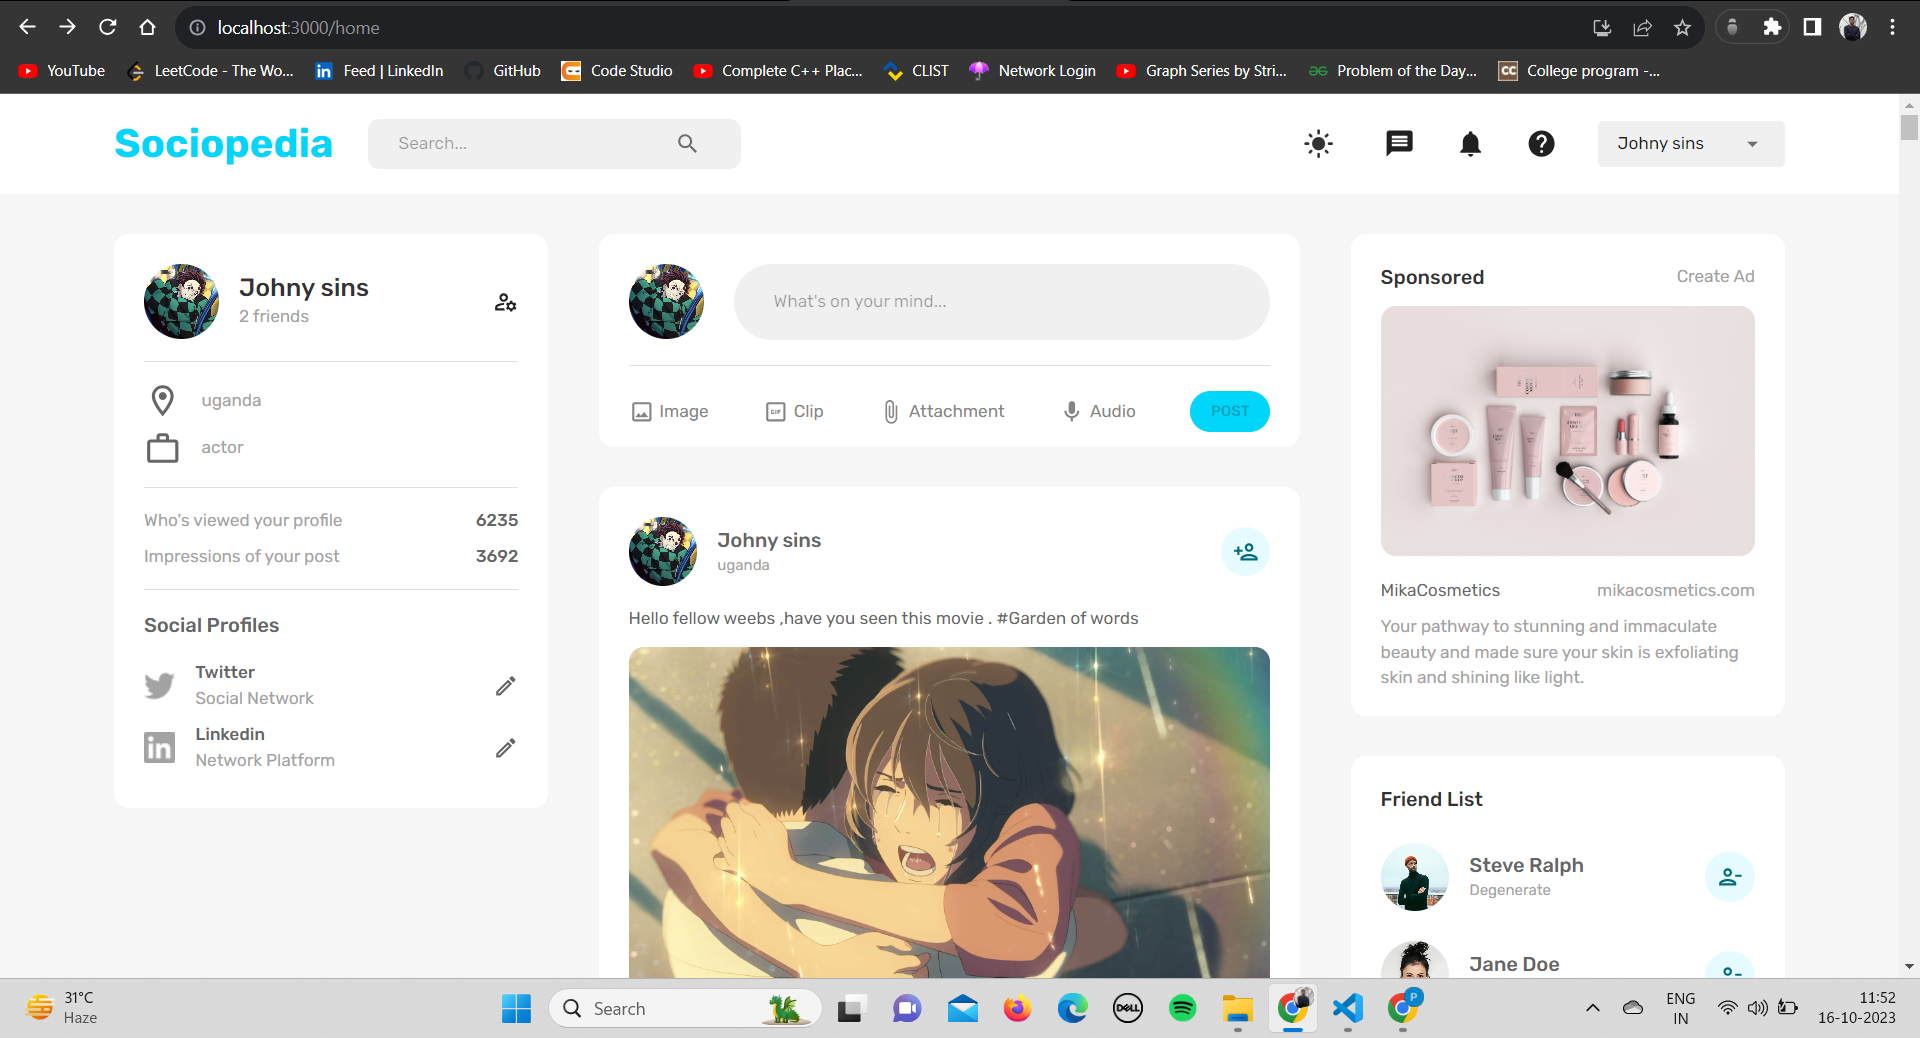 localhost:3000/home
YouTube
LeetCode - The Wo...
Feed | LinkedIn
GitHub
Code Studio
Complete C++ Plac...
CLIST
Network Login
Graph Series by Stri...
Problem of the Day...
College program -...
Sociopedia
Search...
Johny sins
Johny sins
2 friends
uganda
actor
Who's viewed your profile 6235
Impressions of your post 3692
Social Profiles
Twitter
Social Network
Linkedin
Network Platform
What's on your mind...
Image
Clip
Attachment
Audio
POST
Johny sins
uganda
Hello fellow weebs ,have you seen this movie . #Garden of words
Sponsored
Create Ad
MikaCosmetics
mikacosmetics.com
Your pathway to stunning and immaculate
beauty and made sure your skin is exfoliating
skin and shining like light.
Friend List
Steve Ralph
Degenerate
Jane Doe
31°C
Haze
Search
DELL
ENG
IN
11:52
16-10-2023